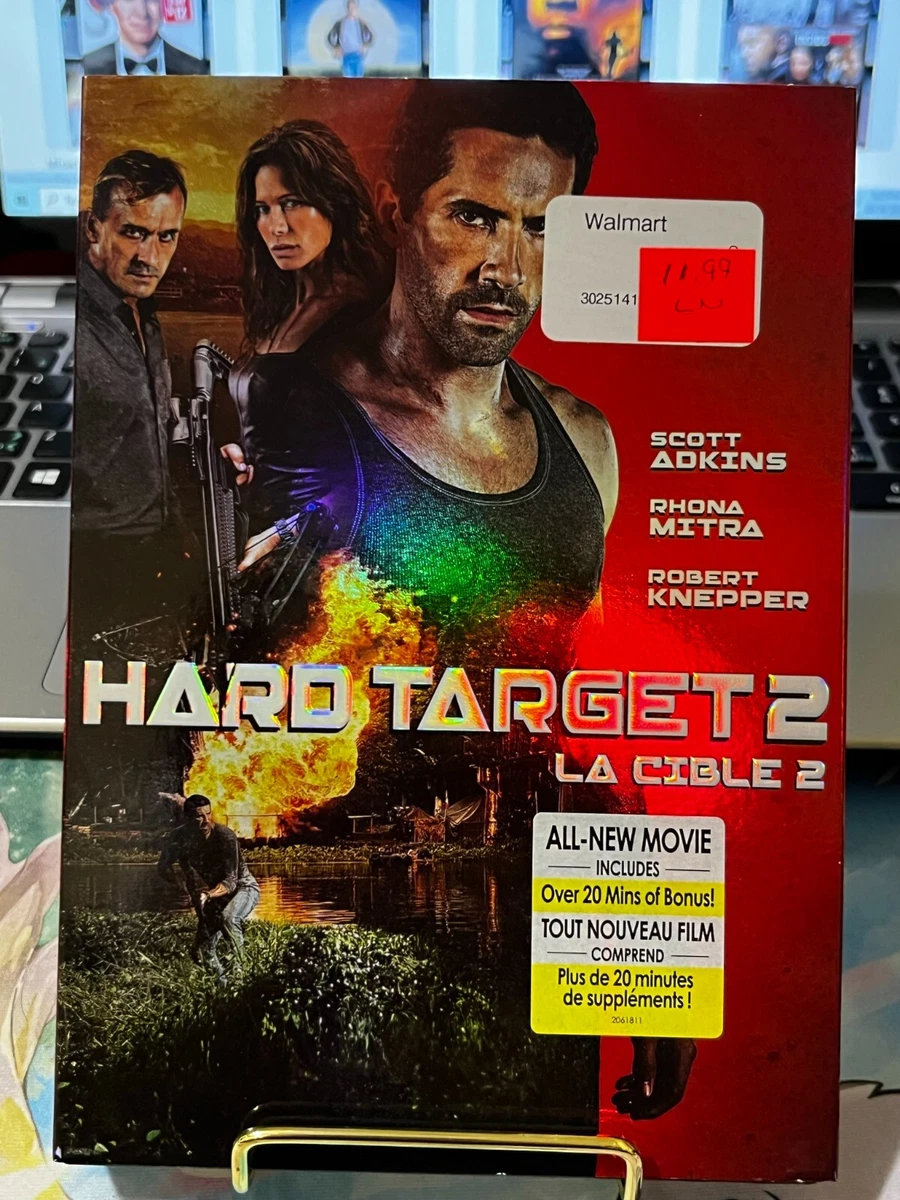 Walmart
3025141
11.99
LN
SCOTT
ADKINS
RHONA
MITRA
ROBERT
KNEPPER
HARD TARGET 2
LA CIBLE 2
ALL-NEW MOVIE
INCLUDES
Over 20 Mins of Bonus!
TOUT NOUVEAU FILM
COMPREND
Plus de 20 minutes
de suppléments !
2061811